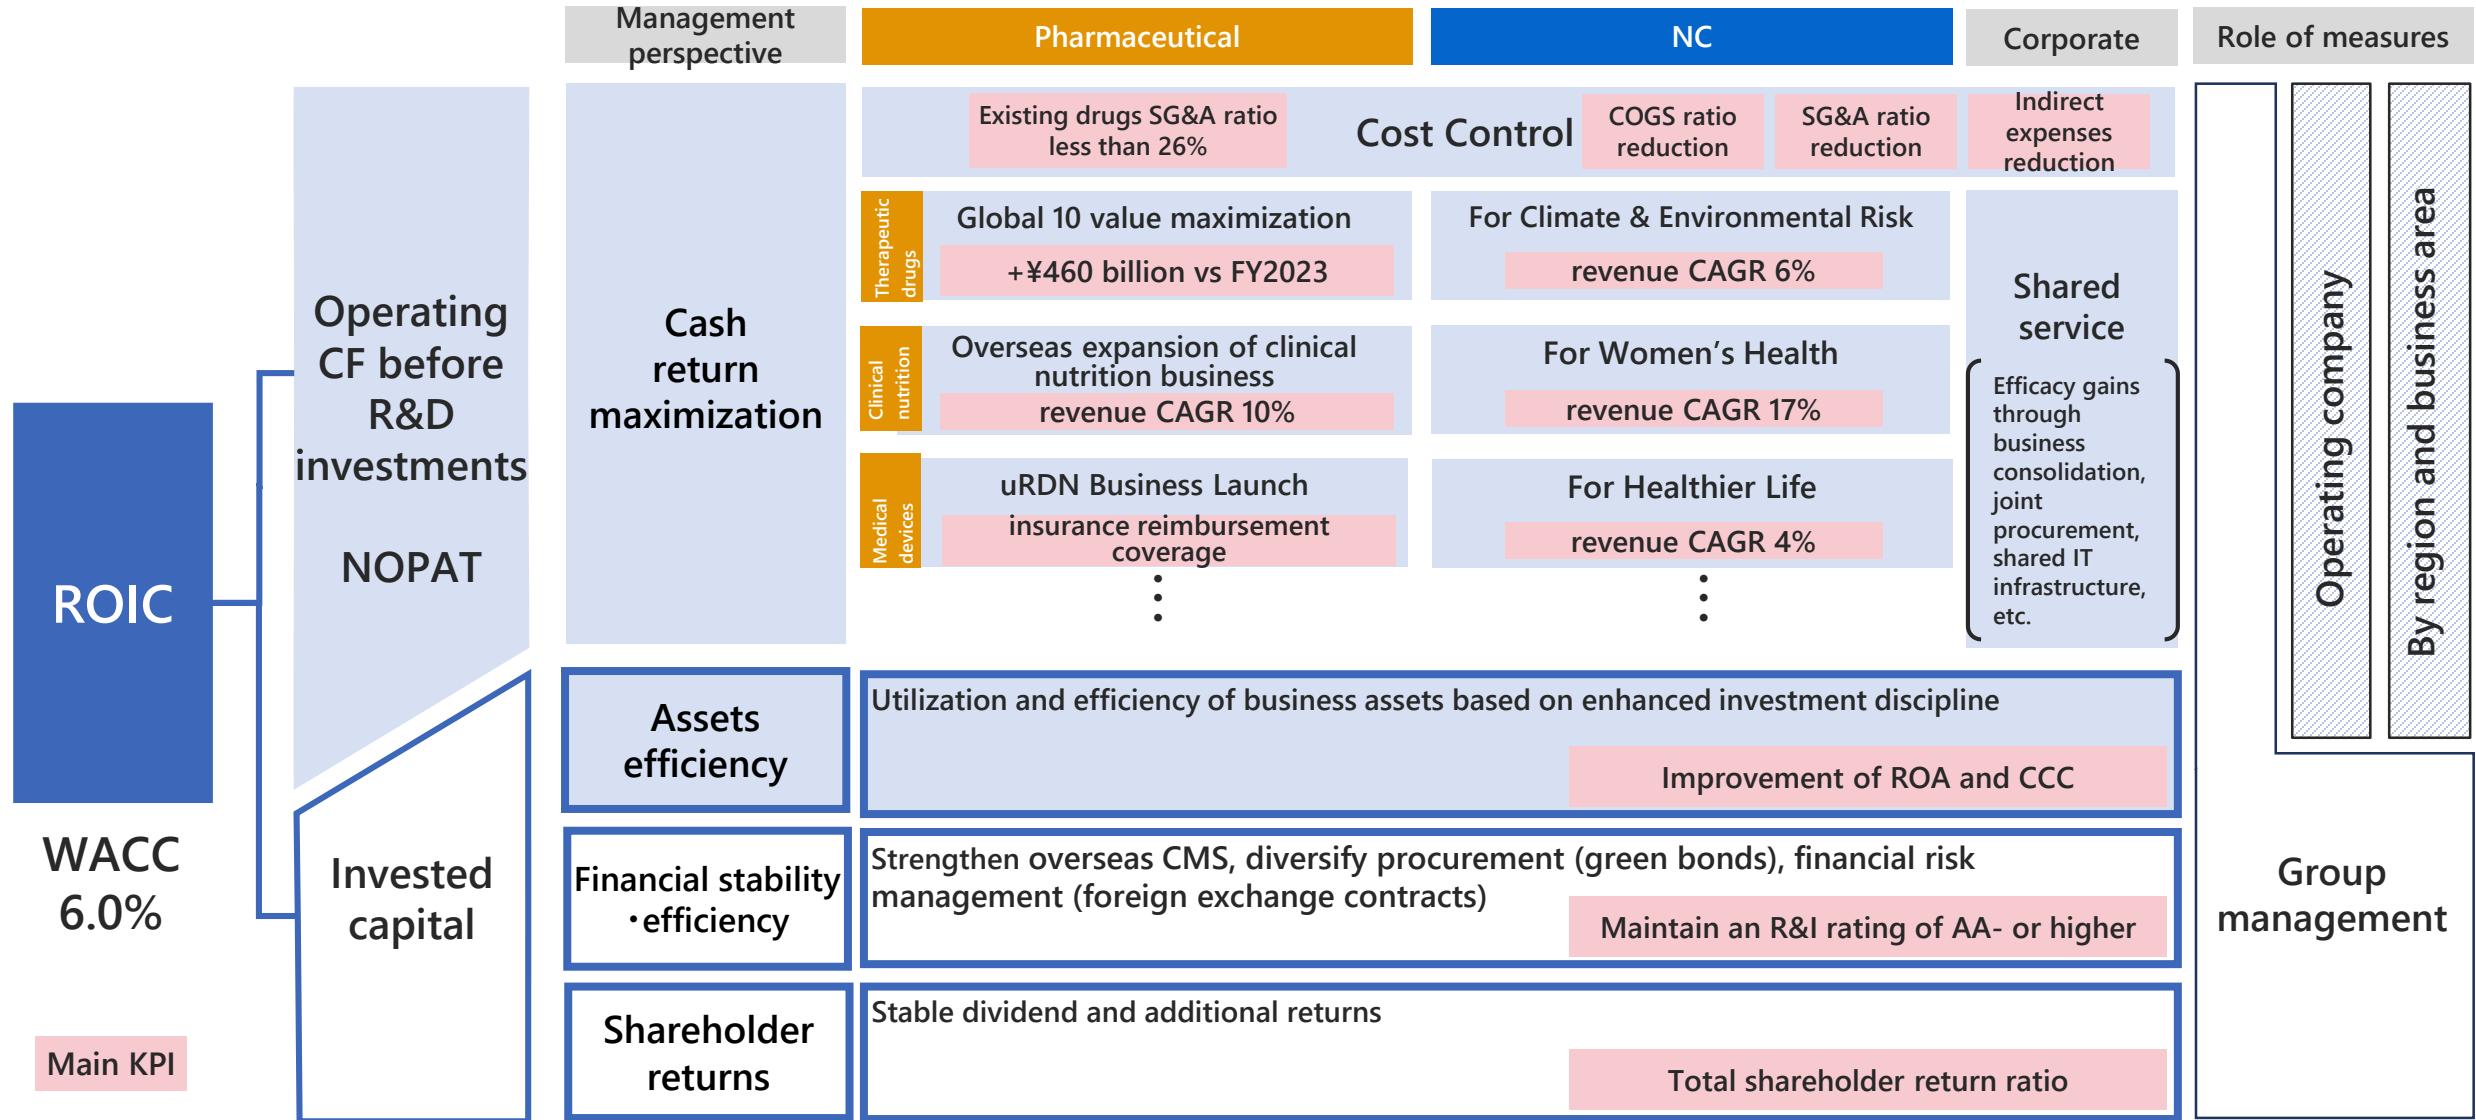 Management
perspective
Pharmaceutical
NC
Corporate
Role of measures
ROIC
WACC
6.0%
Main KPI
Operating
CF before
R&D
investments
NOPAT
Invested
capital
Cash
return
maximization
Existing drugs SG&A ratio
less than 26%
Cost Control
COGS ratio
reduction
SG&A ratio
reduction
Indirect
expenses
reduction
Therapeutic
drugs
Global 10 value maximization
+¥460 billion vs FY2023
For Climate & Environmental Risk
revenue CAGR 6%
Clinical
nutrition
Overseas expansion of clinical
nutrition business
revenue CAGR 10%
For Women’s Health
revenue CAGR 17%
Medical
devices
uRDN Business Launch
insurance reimbursement
coverage
For Healthier Life
revenue CAGR 4%
Shared
service
Efficacy gains
through
business
consolidation,
joint
procurement,
shared IT
infrastructure,
etc.
Assets
efficiency
Utilization and efficiency of business assets based on enhanced investment discipline
Improvement of ROA and CCC
Financial stability
・efficiency
Strengthen overseas CMS, diversify procurement (green bonds), financial risk
management (foreign exchange contracts)
Maintain an R&I rating of AA- or higher
Shareholder
returns
Stable dividend and additional returns
Total shareholder return ratio
Operating company
By region and business area
Group
management